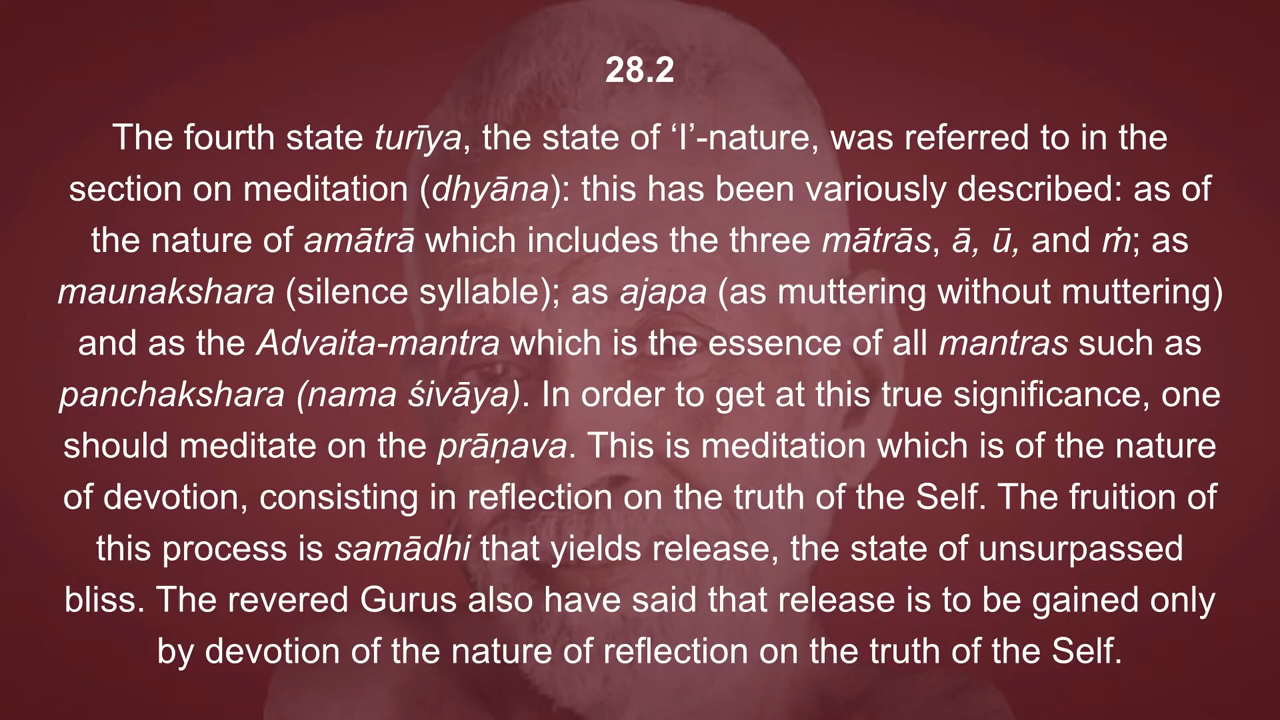 28.2
The fourth state turīya, the state of ‘I’-nature, was referred to in the
section on meditation (dhyāna): this has been variously described: as of
the nature of amātrā which includes the three mātrās, ā, ū, and ṁ; as
maunakshara (silence syllable); as ajapa (as muttering without muttering)
and as the Advaita-mantra which is the essence of all mantras such as
panchakshara (nama śivāya). In order to get at this true significance, one
should meditate on the prāṇava. This is meditation which is of the nature
of devotion, consisting in reflection on the truth of the Self. The fruition of
this process is samādhi that yields release, the state of unsurpassed
bliss. The revered Gurus also have said that release is to be gained only
by devotion of the nature of reflection on the truth of the Self.